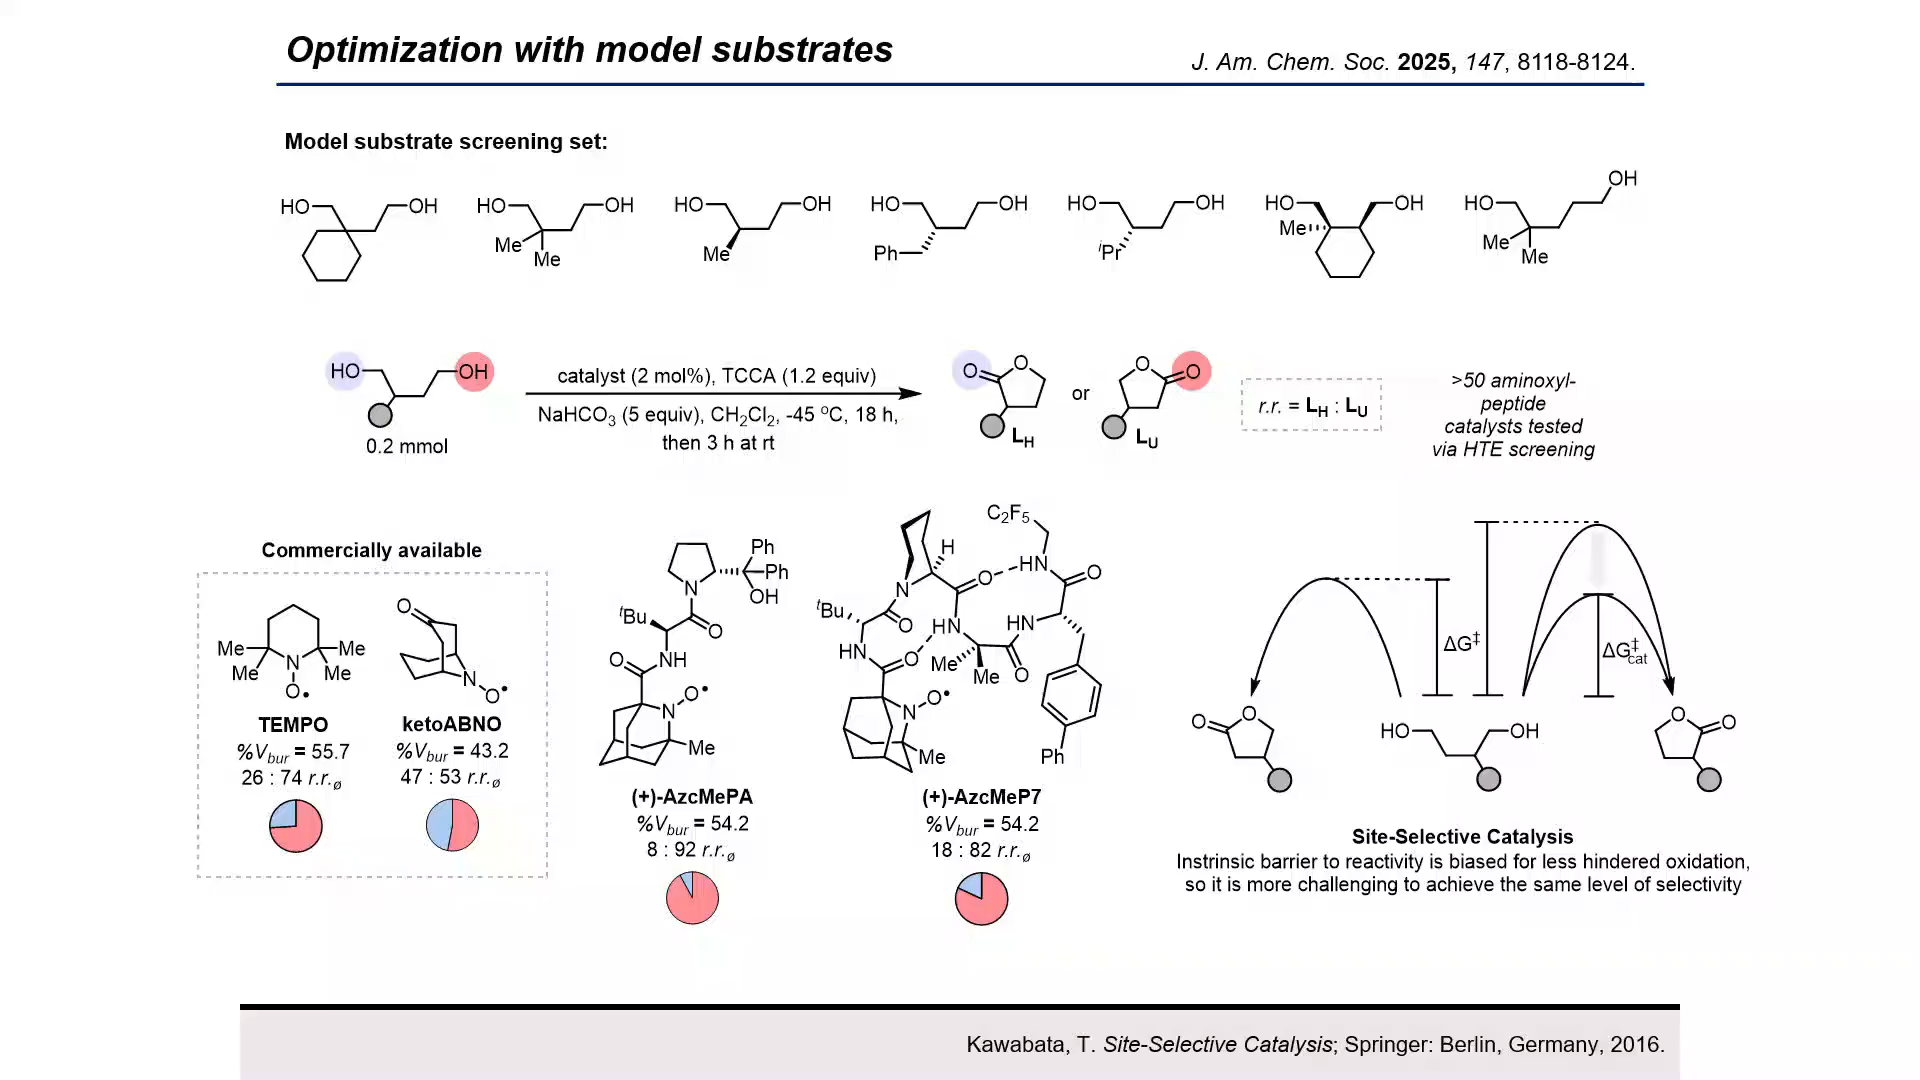 Optimization with model substrates
J. Am. Chem. Soc. 2025, 147, 8118-8124.
Model substrate screening set:
HO OH
HO OH
Me
Me
HO OH
Me
HO OH
Ph
HO OH
iPr
HO OH
Me
HO OH
Me
Me
HO OH
0.2 mmol
catalyst (2 mol%), TCCA (1.2 equiv)
NaHCO3 (5 equiv), CH2Cl2, -45 ºC, 18 h,
then 3 h at rt
O O
LH
or
O O
LU
r.r. = LH : LU
>50 aminoxyl-
peptide
catalysts tested
via HTE screening
Commercially available
Me Me
Me N Me
O•
TEMPO
%Vbur = 55.7
26 : 74 r.r.ø
O
N O•
ketoABNO
%Vbur = 43.2
47 : 53 r.r.ø
Ph
Ph
OH
N
tBu
O
O NH
N O•
Me
(+)-AzcMePA
%Vbur = 54.2
8 : 92 r.r.ø
C2F5
H
HN
O O
N
tBu
O
HN HN
HN O
Me
Me O
N O•
Me
Ph
(+)-AzcMeP7
%Vbur = 54.2
18 : 82 r.r.ø
ΔG‡
ΔG‡cat
O O
HO OH
O O
Site-Selective Catalysis
Instrinsic barrier to reactivity is biased for less hindered oxidation,
so it is more challenging to achieve the same level of selectivity
Kawabata, T. Site-Selective Catalysis; Springer: Berlin, Germany, 2016.